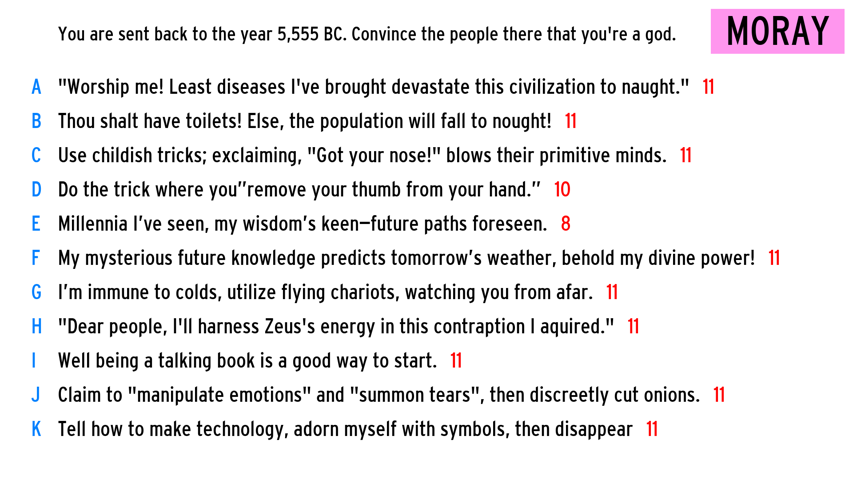 You are sent back to the year 5,555 BC. Convince the people there that you're a god.
MORAY
A "Worship me! Least diseases I've brought devastate this civilization to naught." 11
B Thou shalt have toilets! Else, the population will fall to nought! 11
C Use childish tricks; exclaiming, "Got your nose!" blows their primitive minds. 11
D Do the trick where you”remove your thumb from your hand.” 10
E Millennia I’ve seen, my wisdom’s keen—future paths foreseen. 8
F My mysterious future knowledge predicts tomorrow’s weather, behold my divine power! 11
G I’m immune to colds, utilize flying chariots, watching you from afar. 11
H "Dear people, I'll harness Zeus's energy in this contraption I aquired." 11
I Well being a talking book is a good way to start. 11
J Claim to "manipulate emotions" and "summon tears", then discreetly cut onions. 11
K Tell how to make technology, adorn myself with symbols, then disappear 11